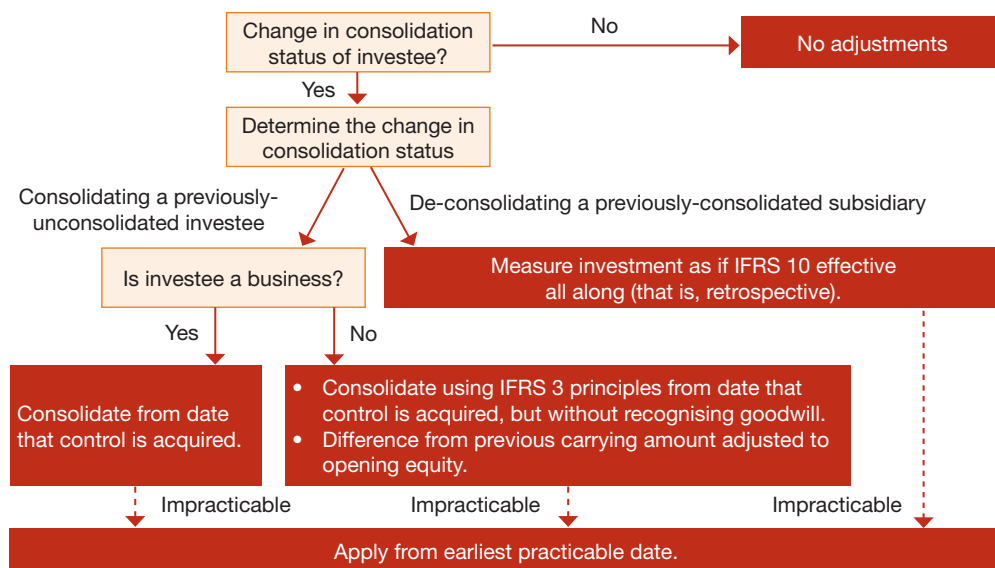 Change in consolidation
status of investee?
No
No adjustments
Yes
Determine the change in
consolidation status
Consolidating a previously-
unconsolidated investee
De-consolidating a previously-consolidated subsidiary
Is investee a business?
Measure investment as if IFRS 10 effective
all along (that is, retrospective).
Yes
No
Consolidate from date
that control is acquired.
• Consolidate using IFRS 3 principles from date that
control is acquired, but without recognising goodwill.
• Difference from previous carrying amount adjusted to
opening equity.
Impracticable
Impracticable
Impracticable
Apply from earliest practicable date.